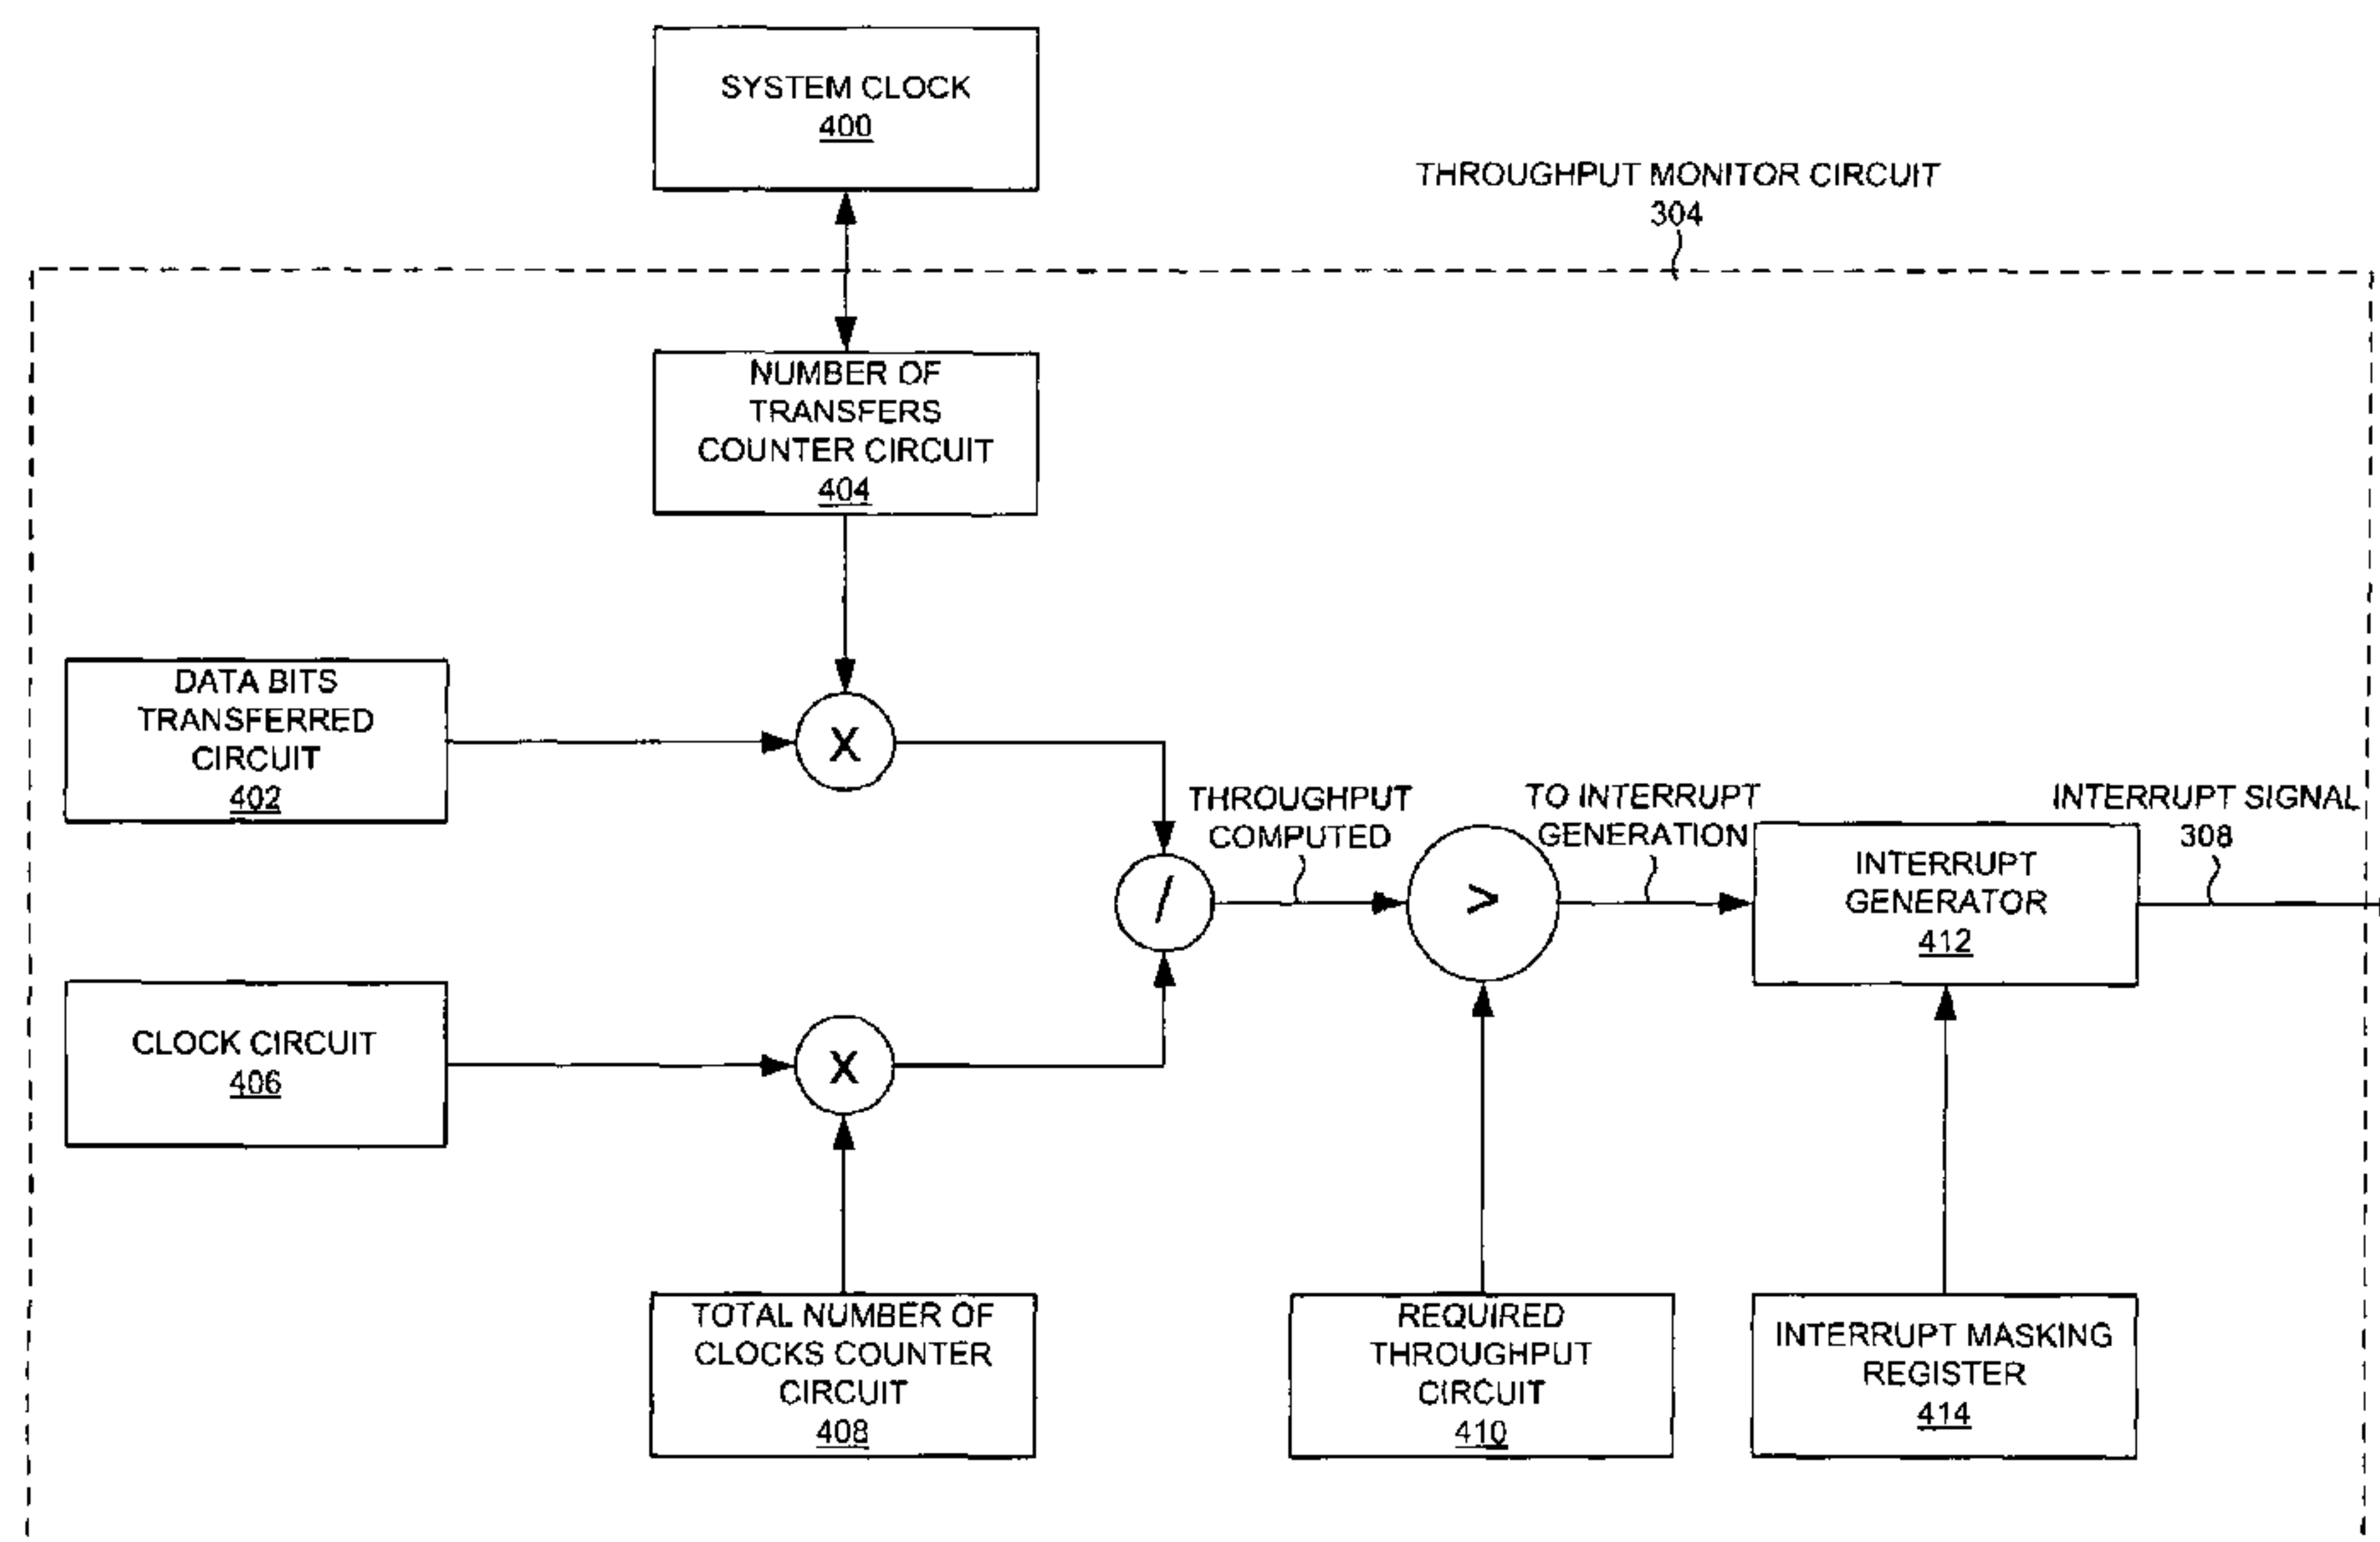 SYSTEM CLOCK
400
THROUGHPUT MONITOR CIRCUIT
304
NUMBER OF
TRANSFERS
COUNTER CIRCUIT
404
DATA BITS
TRANSFERRED
CIRCUIT
402
X
THROUGHPUT
COMPUTED
TO INTERRUPT
GENERATION
INTERRUPT SIGNAL
308
/
>
INTERRUPT
GENERATOR
412
CLOCK CIRCUIT
406
X
TOTAL NUMBER OF
CLOCKS COUNTER
CIRCUIT
408
REQUIRED
THROUGHPUT
CIRCUIT
410
INTERRUPT MASKING
REGISTER
414